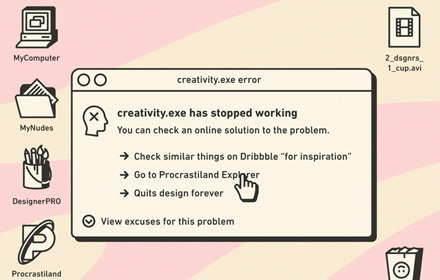 MyComputer
MyNudes
DesignerPRO
Procrastiland
2_dsgnrs_
1_cup.avi
creativity.exe error
creativity.exe has stopped working
You can check an online solution to the problem.
Check similar things on Dribbble “for inspiration”
Go to Procrastiland Explorer
Quits design forever
View excuses for this problem